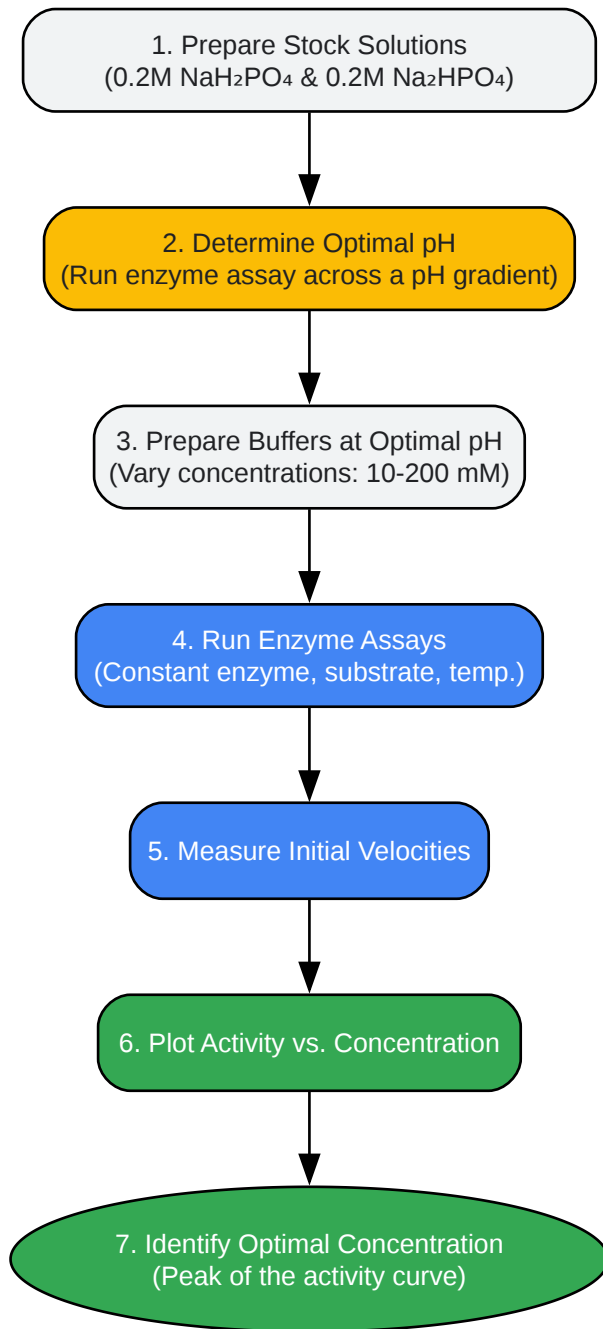 1. Prepare Stock Solutions
(0.2M NaH₂PO₄ & 0.2M Na₂HPO₄)
2. Determine Optimal pH
(Run enzyme assay across a pH gradient)
3. Prepare Buffers at Optimal pH
(Vary concentrations: 10-200 mM)
4. Run Enzyme Assays
(Constant enzyme, substrate, temp.)
5. Measure Initial Velocities
6. Plot Activity vs. Concentration
7. Identify Optimal Concentration
(Peak of the activity curve)